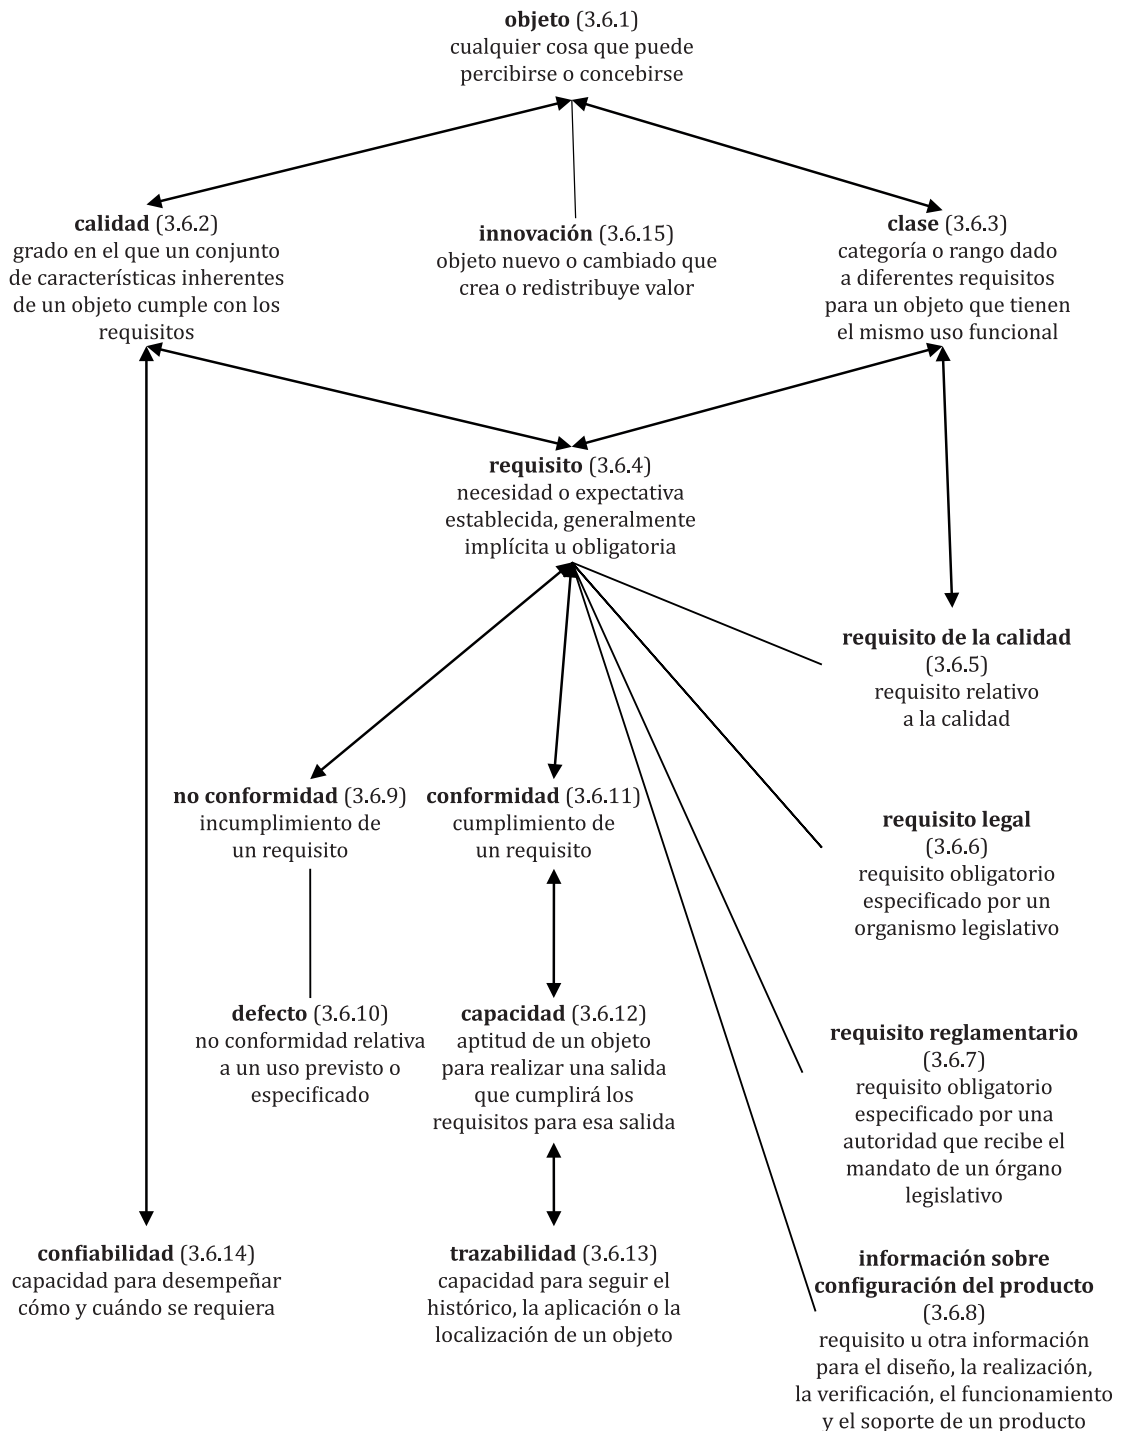 objeto (3.6.1)
cualquier cosa que puede
percibirse o concebirse
calidad (3.6.2)
grado en el que un conjunto
de características inherentes
de un objeto cumple con los
requisitos
innovación (3.6.15)
objeto nuevo o cambiado que
crea o redistribuye valor
clase (3.6.3)
categoría o rango dado
a diferentes requisitos
para un objeto que tienen
el mismo uso funcional
requisito (3.6.4)
necesidad o expectativa
establecida, generalmente
implícita u obligatoria
requisito de la calidad
(3.6.5)
requisito relativo
a la calidad
no conformidad (3.6.9)
incumplimiento de
un requisito
conformidad (3.6.11)
cumplimiento de
un requisito
requisito legal
(3.6.6)
requisito obligatorio
especificado por un
organismo legislativo
defecto (3.6.10)
no conformidad relativa
a un uso previsto o
especificado
capacidad (3.6.12)
aptitud de un objeto
para realizar una salida
que cumplirá los
requisitos para esa salida
requisito reglamentario
(3.6.7)
requisito obligatorio
especificado por una
autoridad que recibe el
mandato de un órgano
legislativo
confiabilidad (3.6.14)
capacidad para desempeñar
cómo y cuándo se requiera
trazabilidad (3.6.13)
capacidad para seguir el
histórico, la aplicación o la
localización de un objeto
información sobre
configuración del producto
(3.6.8)
requisito u otra información
para el diseño, la realización,
la verificación, el funcionamiento
y el soporte de un producto